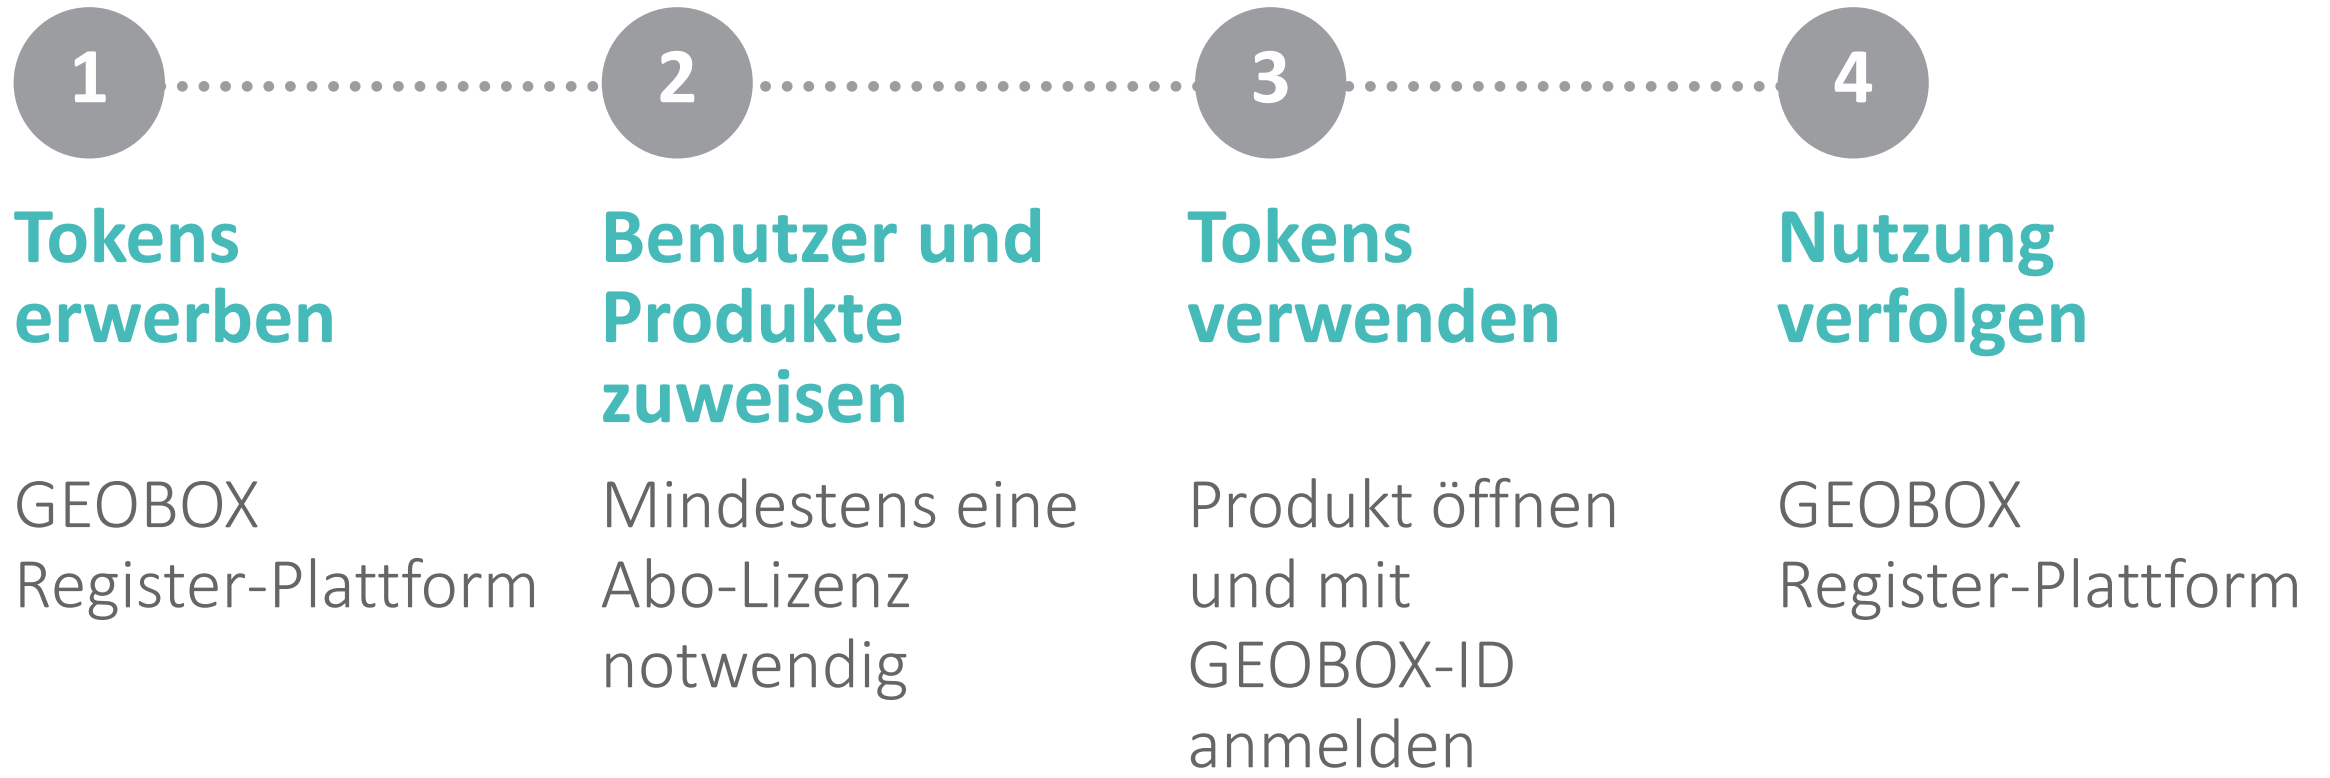 1
Tokens
erwerben
GEOBOX
Register-Plattform
2
Benutzer und
Produkte
zuweisen
Mindestens eine
Abo-Lizenz
notwendig
3
Tokens
verwenden
Produkt öffnen
und mit
GEOBOX-ID
anmelden
4
Nutzung
verfolgen
GEOBOX
Register-Plattform